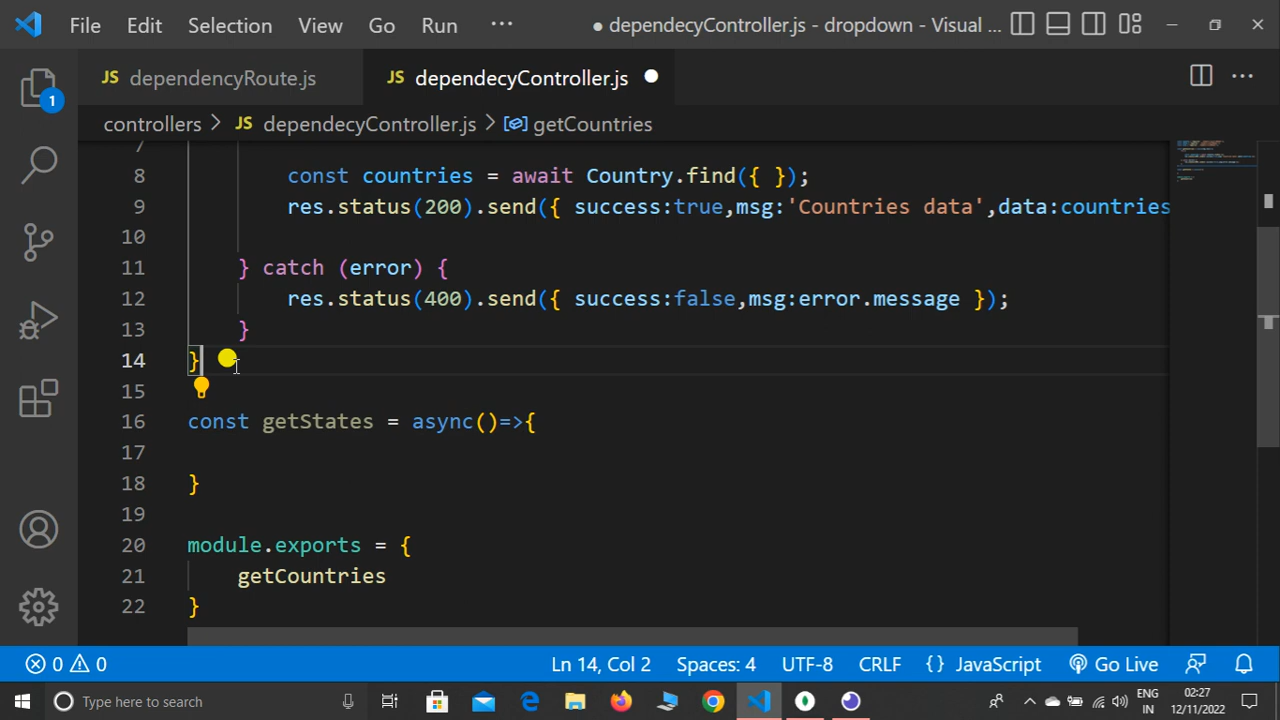 File Edit Selection View Go Run ··· ● dependecyController.js - dropdown - Visual ...
JS dependencyRoute.js JS dependecyController.js
1
controllers > JS dependecyController.js > getCountries
7
8 const countries = await Country.find({ });
9 res.status(200).send({ success:true,msg:'Countries data',data:countries
10
11 } catch (error) {
12 res.status(400).send({ success:false,msg:error.message });
13 }
14 }
15
16 const getStates = async()=>{
17
18 }
19
20 module.exports = {
21 getCountries
22 }
0 0 Ln 14, Col 2 Spaces: 4 UTF-8 CRLF {} JavaScript Go Live
Type here to search ENG 02:27
IN 12/11/2022